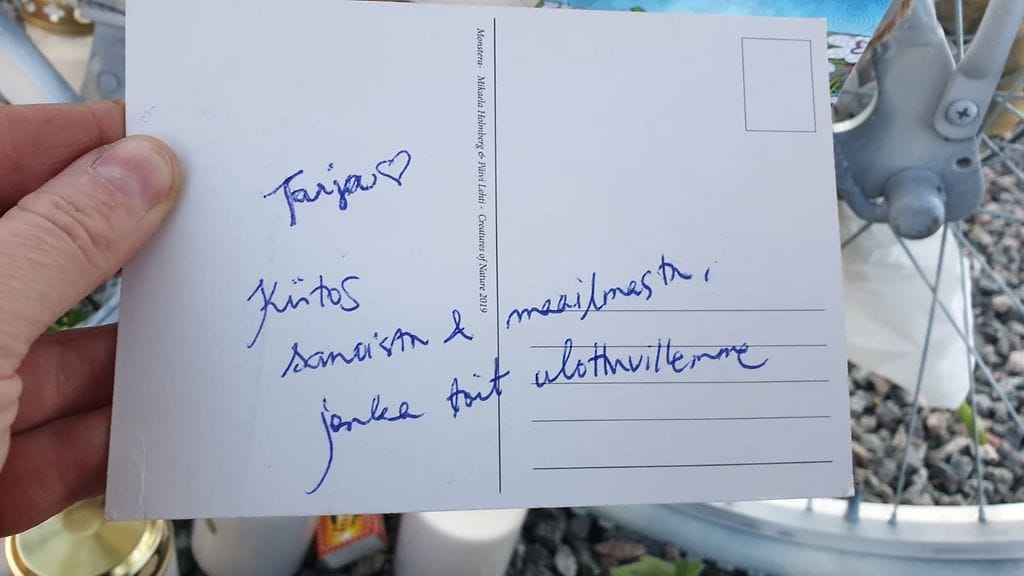 Tarja♡
Kiitos
sanoista & maailmasta,
jonka toit ulottuvillemme
Monstera- Mikaela Holmberg & Päivi Lehti - Creatures of Nature 2019